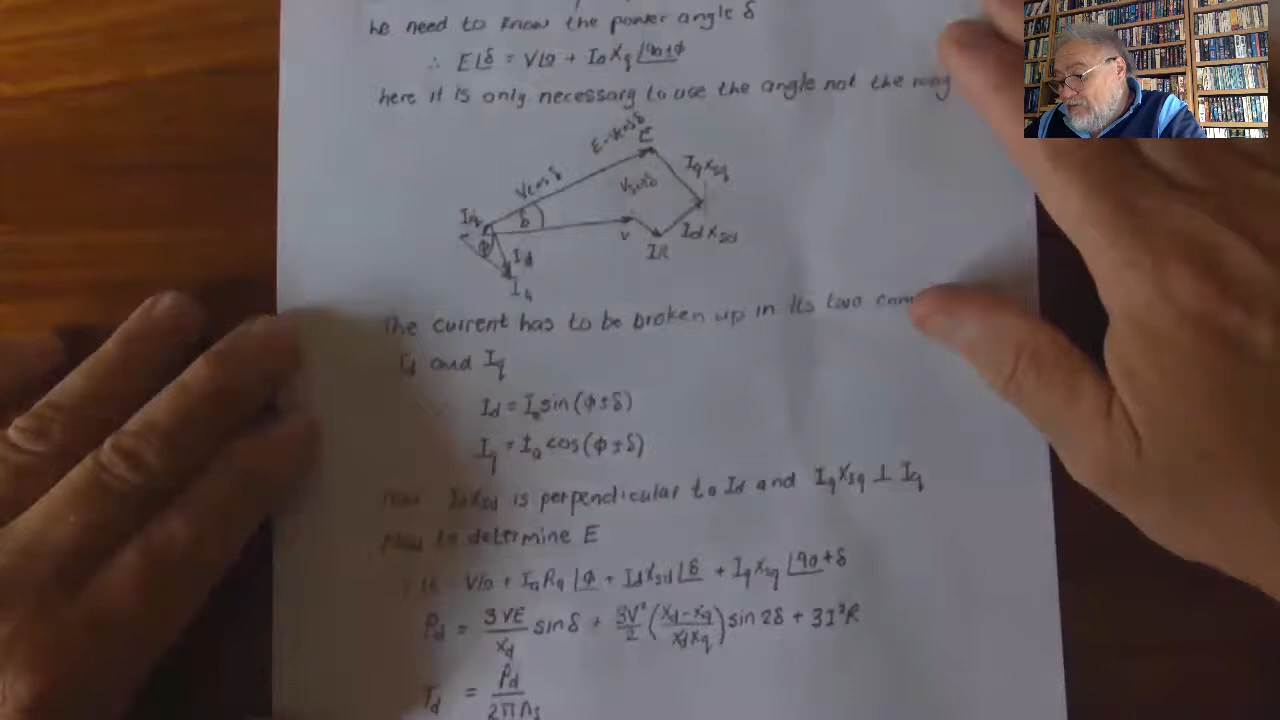 We need to know the power angle δ
∴ E∠δ = V∠0 + IaXq ∠90±ϕ
here it is only necessary to use the angle not the mag
E-Vcosδ
E
Vcosδ
Vsinδ
IqXsq
Iq
δ
V
IdXsd
ϕ
Id
IR
Ia
The current has to be broken up in its two com
Id and Iq
Id = Ia sin(ϕ±δ)
Iq = Ia cos(ϕ±δ)
Now IdXsd is perpendicular to Id and IqXsq ⊥ Iq
to determine E
V∠0 + IaRa ∠ϕ + IdXsd∠δ + IqXsq ∠90+δ
Pd = 3VE/Xd sinδ + 3V²/2 (Xd-Xq/XdXq) sin2δ + 3I²R
Td = Pd/2πns